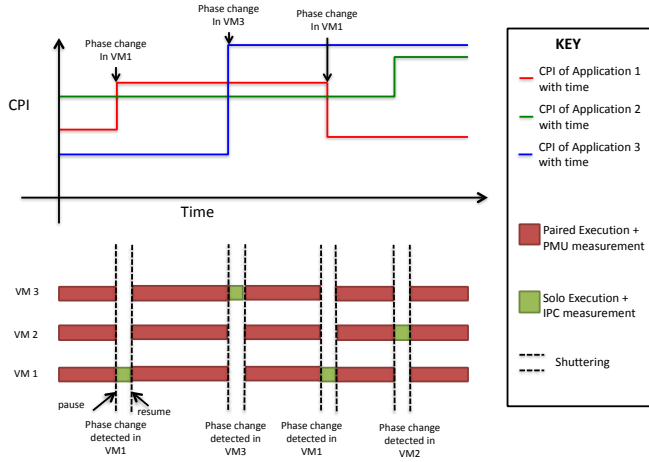 Phase change
In VM1
Phase change
In VM3
Phase change
In VM1
CPI
Time
VM 3
VM 2
VM 1
pause
resume
Phase change
detected in
VM1
Phase change
detected in
VM3
Phase change
detected in
VM1
Phase change
detected in
VM2
KEY
CPI of Application 1
with time
CPI of Application 2
with time
CPI of Application 3
with time
Paired Execution +
PMU measurement
Solo Execution +
IPC measurement
Shuttering